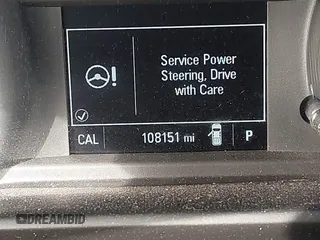 Service Power
Steering, Drive
with Care
CAL 108151 mi P
DREAMBID